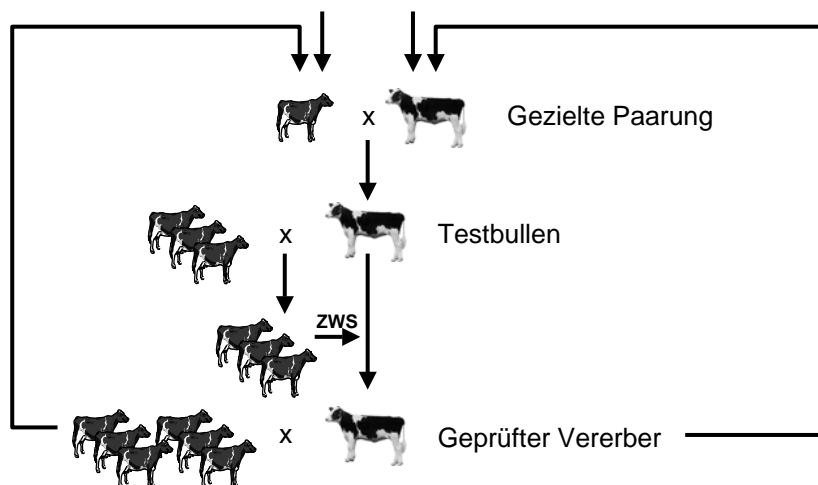 x Gezielte Paarung
x Testbullen
ZWS
x Geprüfter Vererber